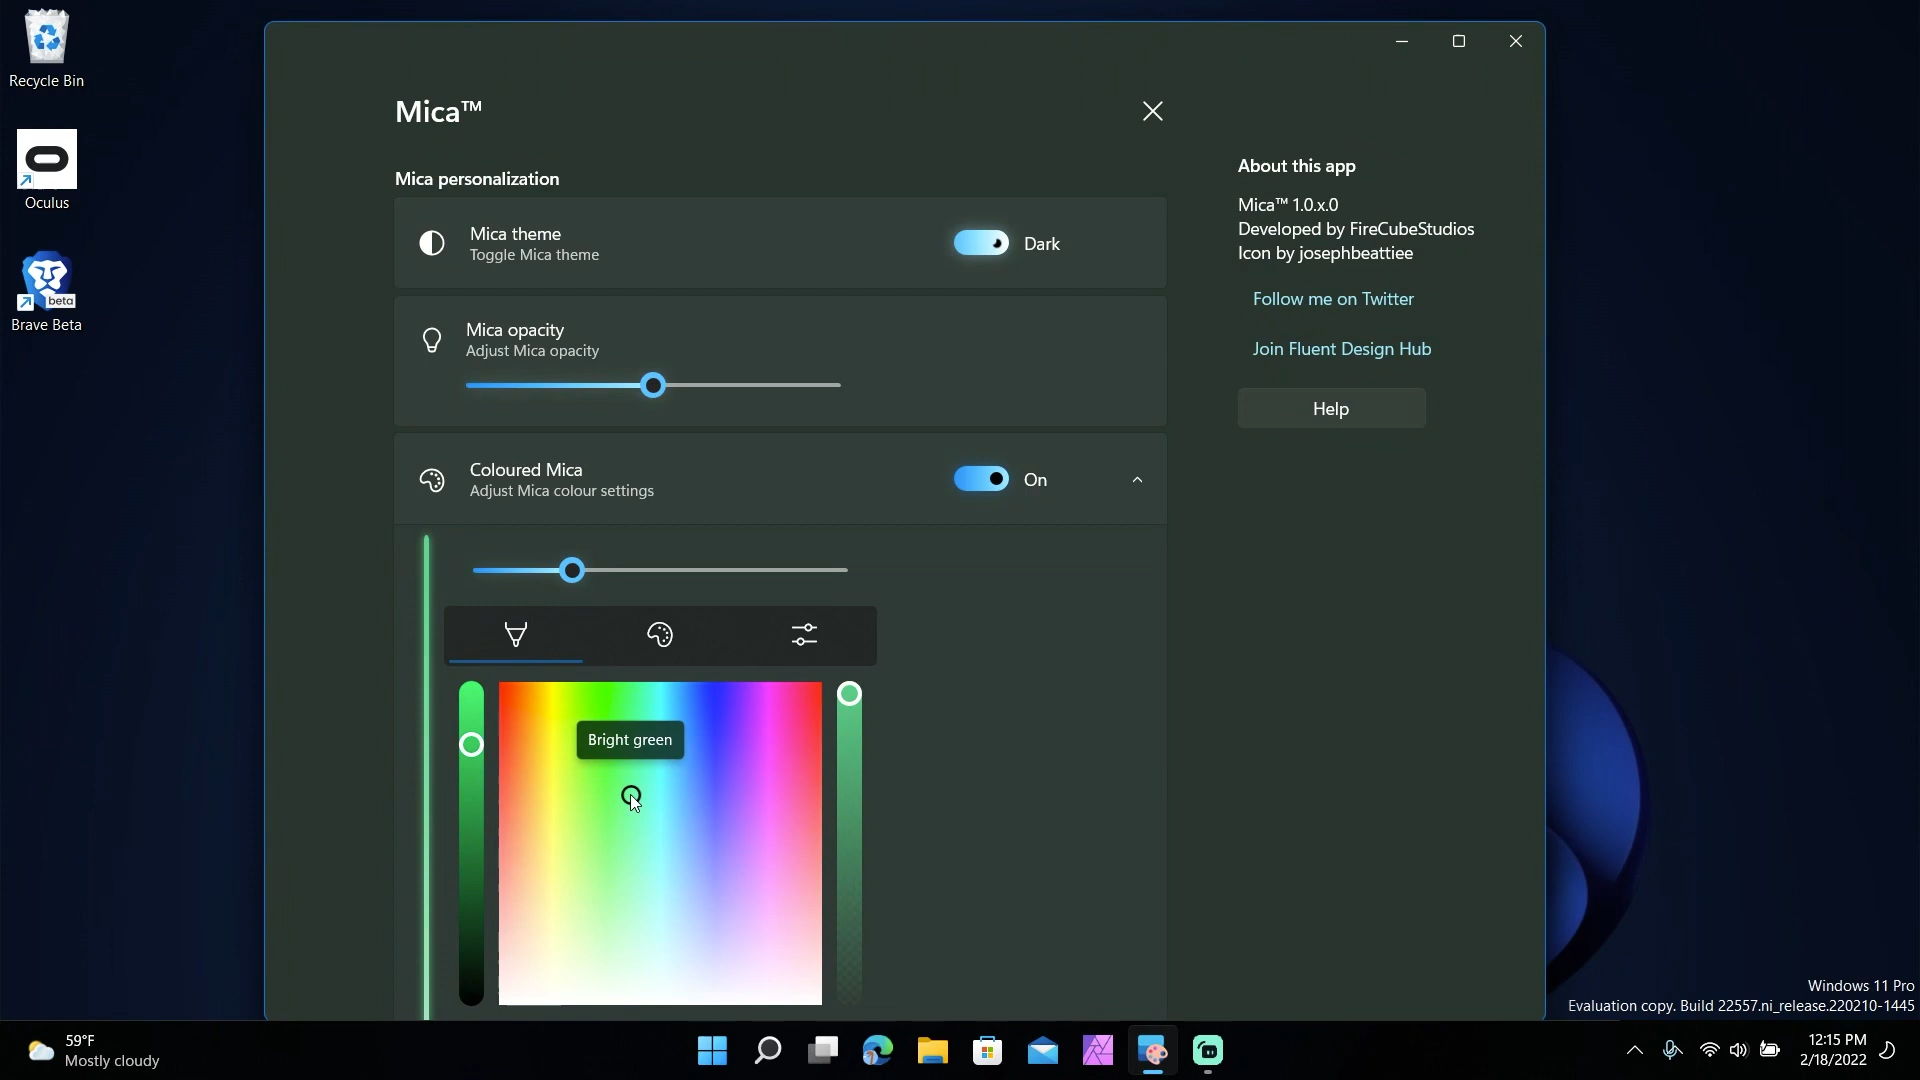 Recycle Bin
Oculus
beta
Brave Beta
Mica™
Mica personalization
Mica theme
Toggle Mica theme
Dark
Mica opacity
Adjust Mica opacity
Coloured Mica
Adjust Mica colour settings
On
Bright green
About this app
Mica™ 1.0.x.0
Developed by FireCubeStudios
Icon by josephbeattiee
Follow me on Twitter
Join Fluent Design Hub
Help
Windows 11 Pro
Evaluation copy. Build 22557.ni_release.220210-1445
59°F
Mostly cloudy
12:15 PM
2/18/2022